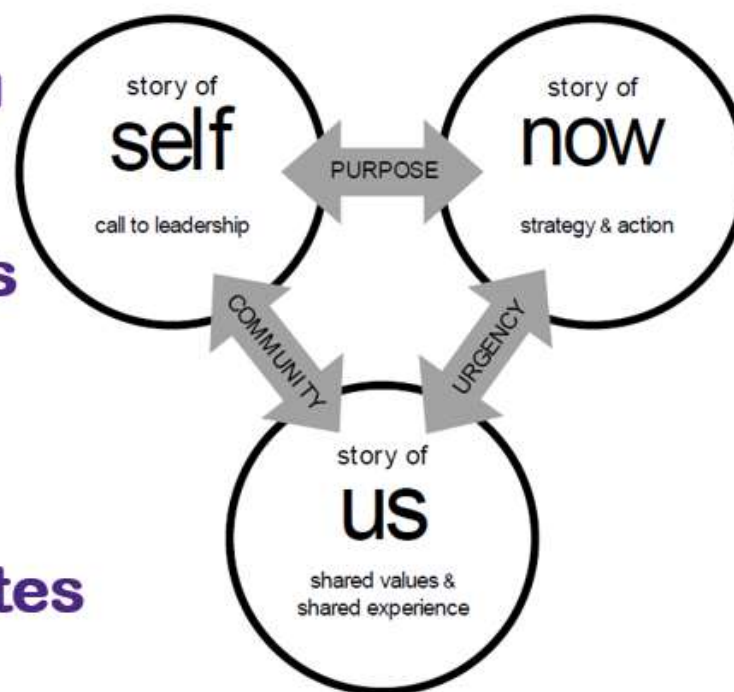 story of
self
call to leadership
PURPOSE
story of
now
strategy & action
COMMUNITY
URGENCY
story of
us
shared values &
shared experience